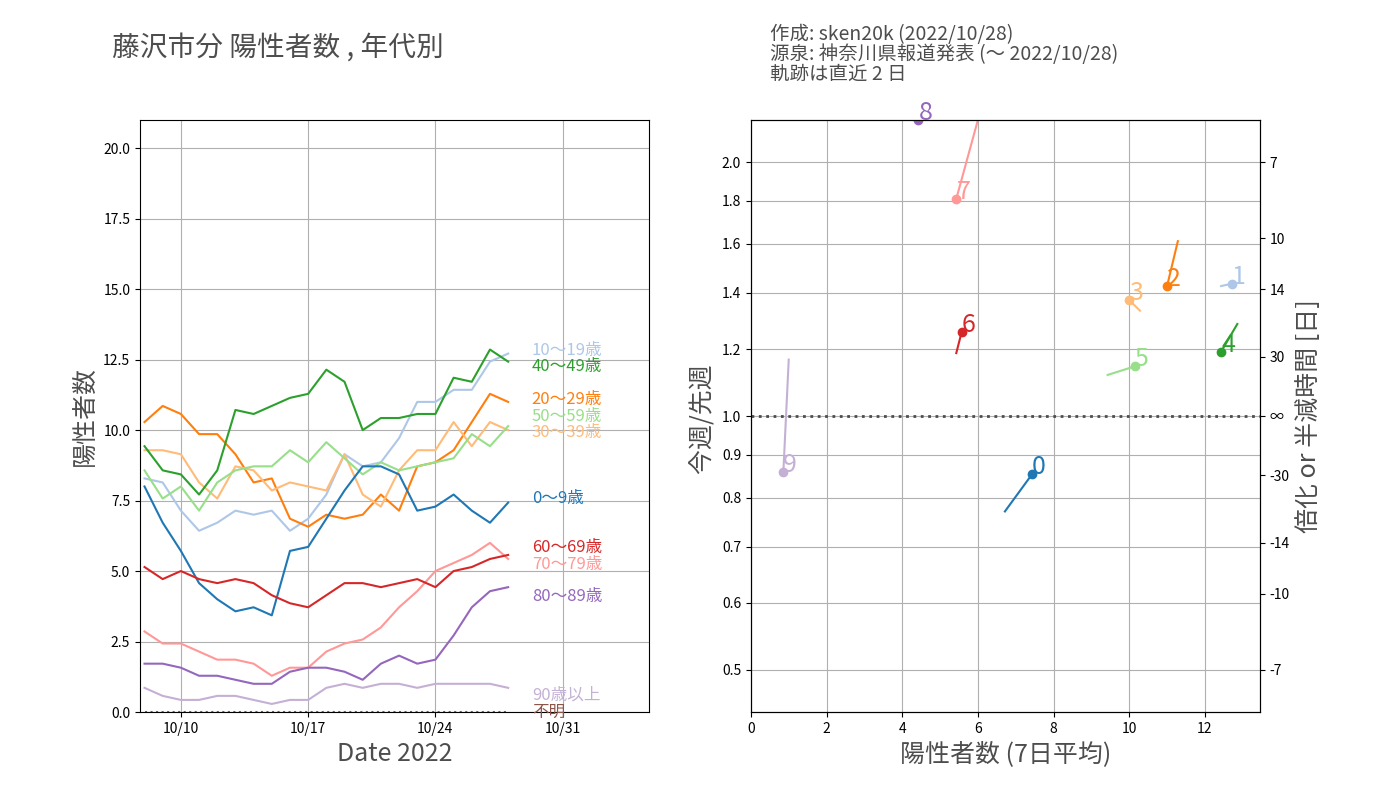 藤沢市分 陽性者数 , 年代別
作成: sken20k (2022/10/28)
源泉: 神奈川県報道発表 (～ 2022/10/28)
軌跡は直近 2 日
陽性者数
20.0
17.5
15.0
12.5
10.0
7.5
5.0
2.5
0.0
10～19歳
40～49歳
20～29歳
50～59歳
30～39歳
0～9歳
60～69歳
70～79歳
80～89歳
90歳以上
不明
10/10
10/17
10/24
10/31
Date 2022
今週/先週
2.0
1.8
1.6
1.4
1.2
1.0
0.9
0.8
0.7
0.6
0.5
8
7
2
1
3
6
4
5
9
0
7
10
14
30
∞
-30
-14
-10
-7
倍化 or 半減時間 [日]
0
2
4
6
8
10
12
陽性者数 (7日平均)